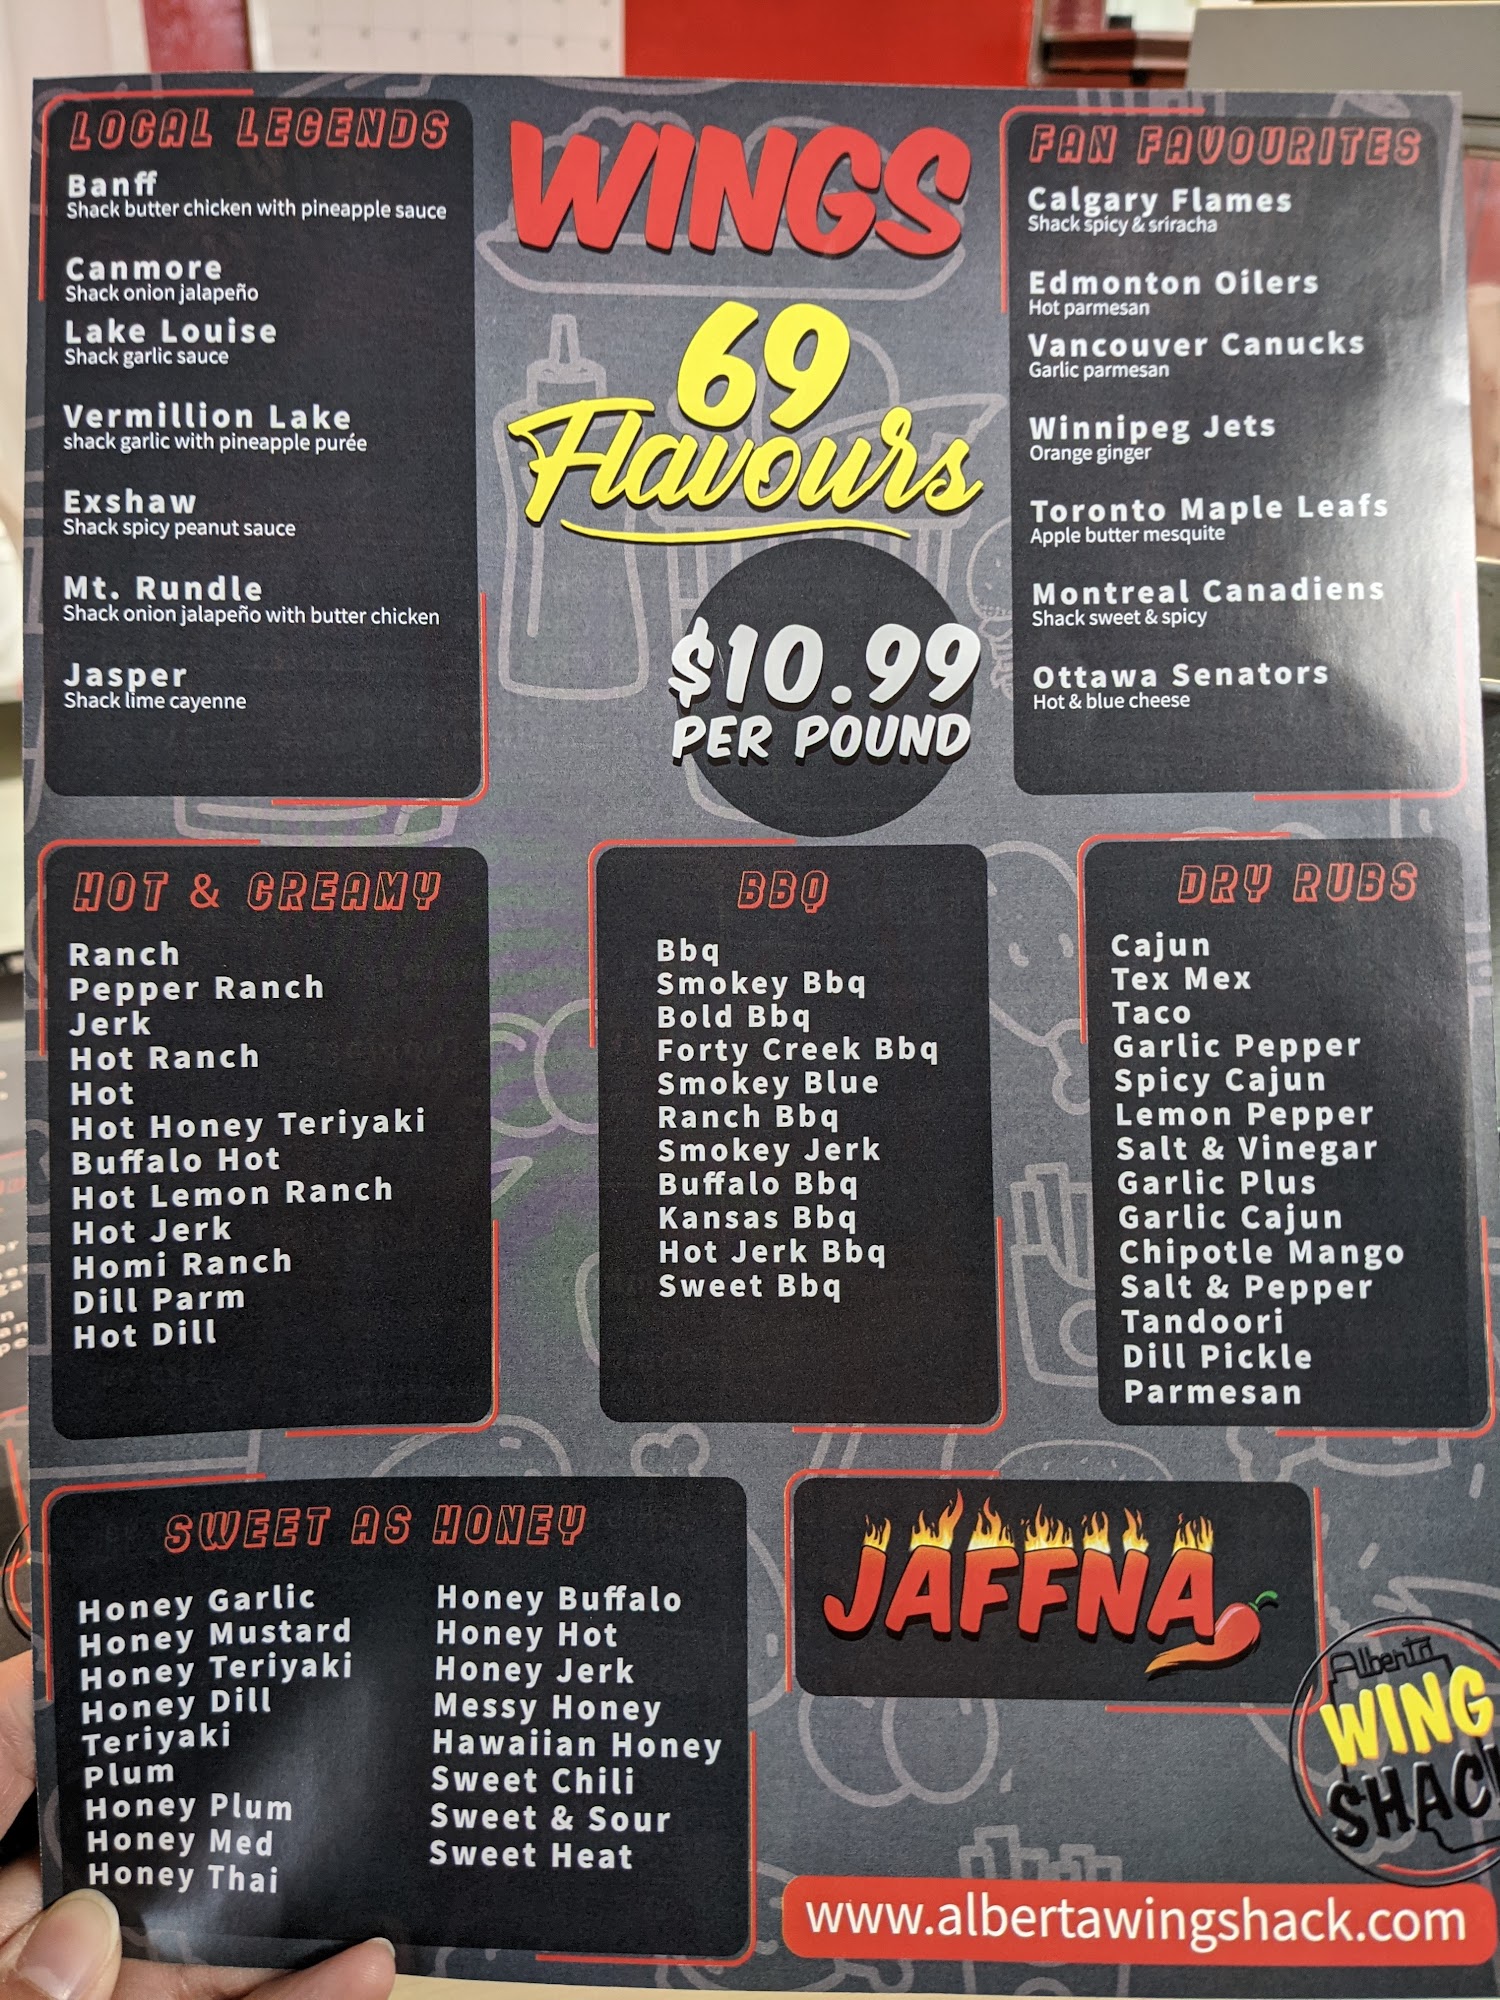 LOCAL LEGENDS
Banff
Shack butter chicken with pineapple sauce
Canmore
Shack onion jalapeño
Lake Louise
Shack garlic sauce
Vermillion Lake
shack garlic with pineapple purée
Exshaw
Shack spicy peanut sauce
Mt. Rundle
Shack onion jalapeño with butter chicken
Jasper
Shack lime cayenne
WINGS
69
Flavours
$10.99
PER POUND
FAN FAVOURITES
Calgary Flames
Shack spicy & sriracha
Edmonton Oilers
Hot parmesan
Vancouver Canucks
Garlic parmesan
Winnipeg Jets
Orange ginger
Toronto Maple Leafs
Apple butter mesquite
Montreal Canadiens
Shack sweet & spicy
Ottawa Senators
Hot & blue cheese
HOT & CREAMY
Ranch
Pepper Ranch
Jerk
Hot Ranch
Hot
Hot Honey Teriyaki
Buffalo Hot
Hot Lemon Ranch
Hot Jerk
Homi Ranch
Dill Parm
Hot Dill
BBQ
Bbq
Smokey Bbq
Bold Bbq
Forty Creek Bbq
Smokey Blue
Ranch Bbq
Smokey Jerk
Buffalo Bbq
Kansas Bbq
Hot Jerk Bbq
Sweet Bbq
DRY RUBS
Cajun
Tex Mex
Taco
Garlic Pepper
Spicy Cajun
Lemon Pepper
Salt & Vinegar
Garlic Plus
Garlic Cajun
Chipotle Mango
Salt & Pepper
Tandoori
Dill Pickle
Parmesan
SWEET AS HONEY
Honey Garlic
Honey Mustard
Honey Teriyaki
Honey Dill
Teriyaki
Plum
Honey Plum
Honey Med
Honey Thai
Honey Buffalo
Honey Hot
Honey Jerk
Messy Honey
Hawaiian Honey
Sweet Chili
Sweet & Sour
Sweet Heat
JAFFNA
Alberta
WING
SHACK
www.albertawingshack.com